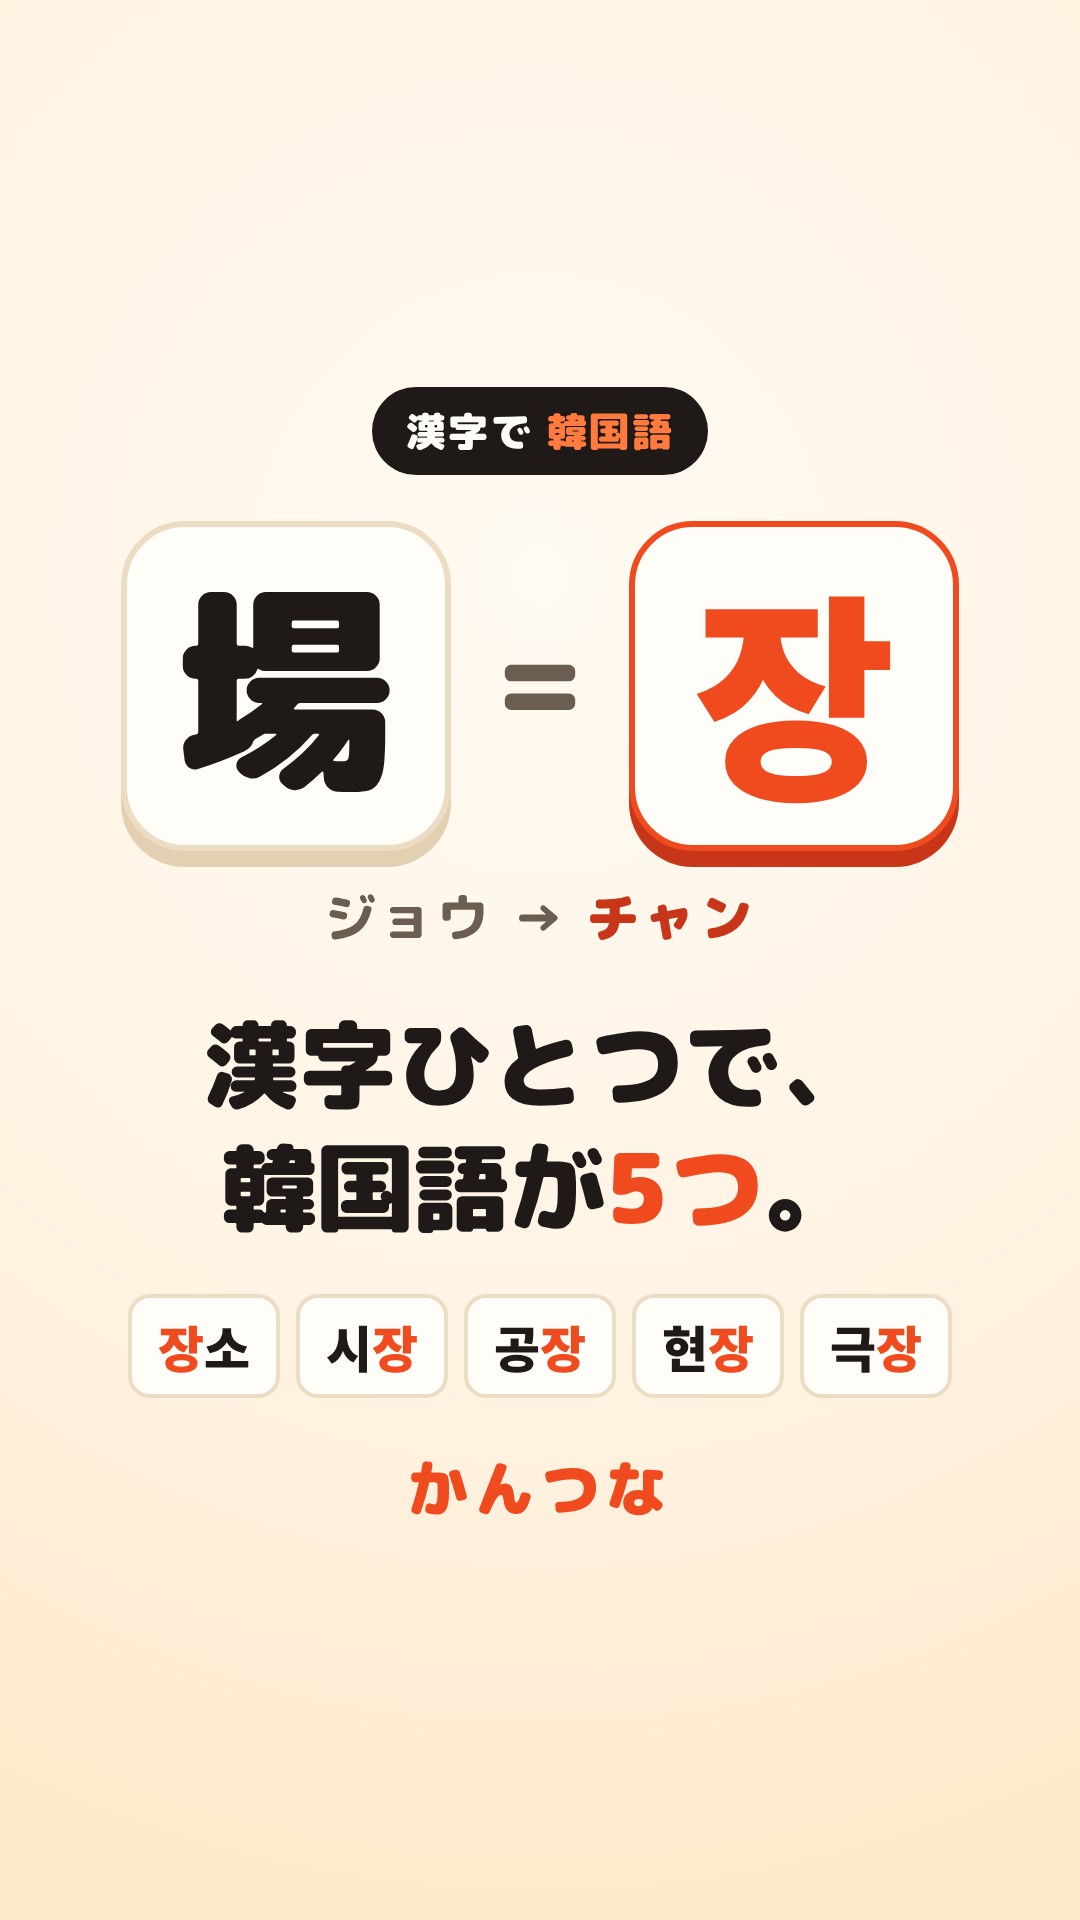 漢字で 韓国語
場 = 장
ジョウ → チャン
漢字ひとつで、
韓国語が5つ。
장소 시장 공장 현장 극장
かんつな